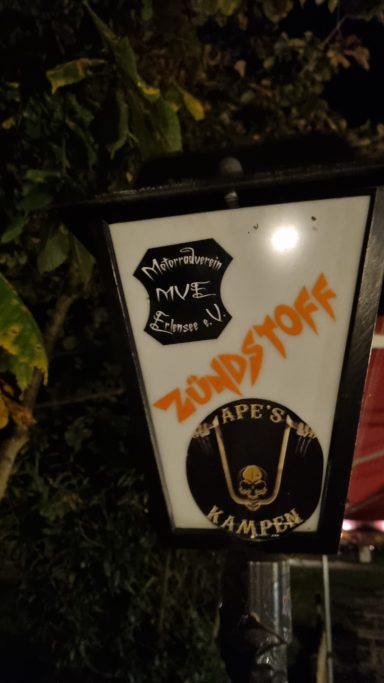 Motorradverein
MVE
Erlensee e.V.
ZÜNDSTOFF
APE'S
KAMPEN